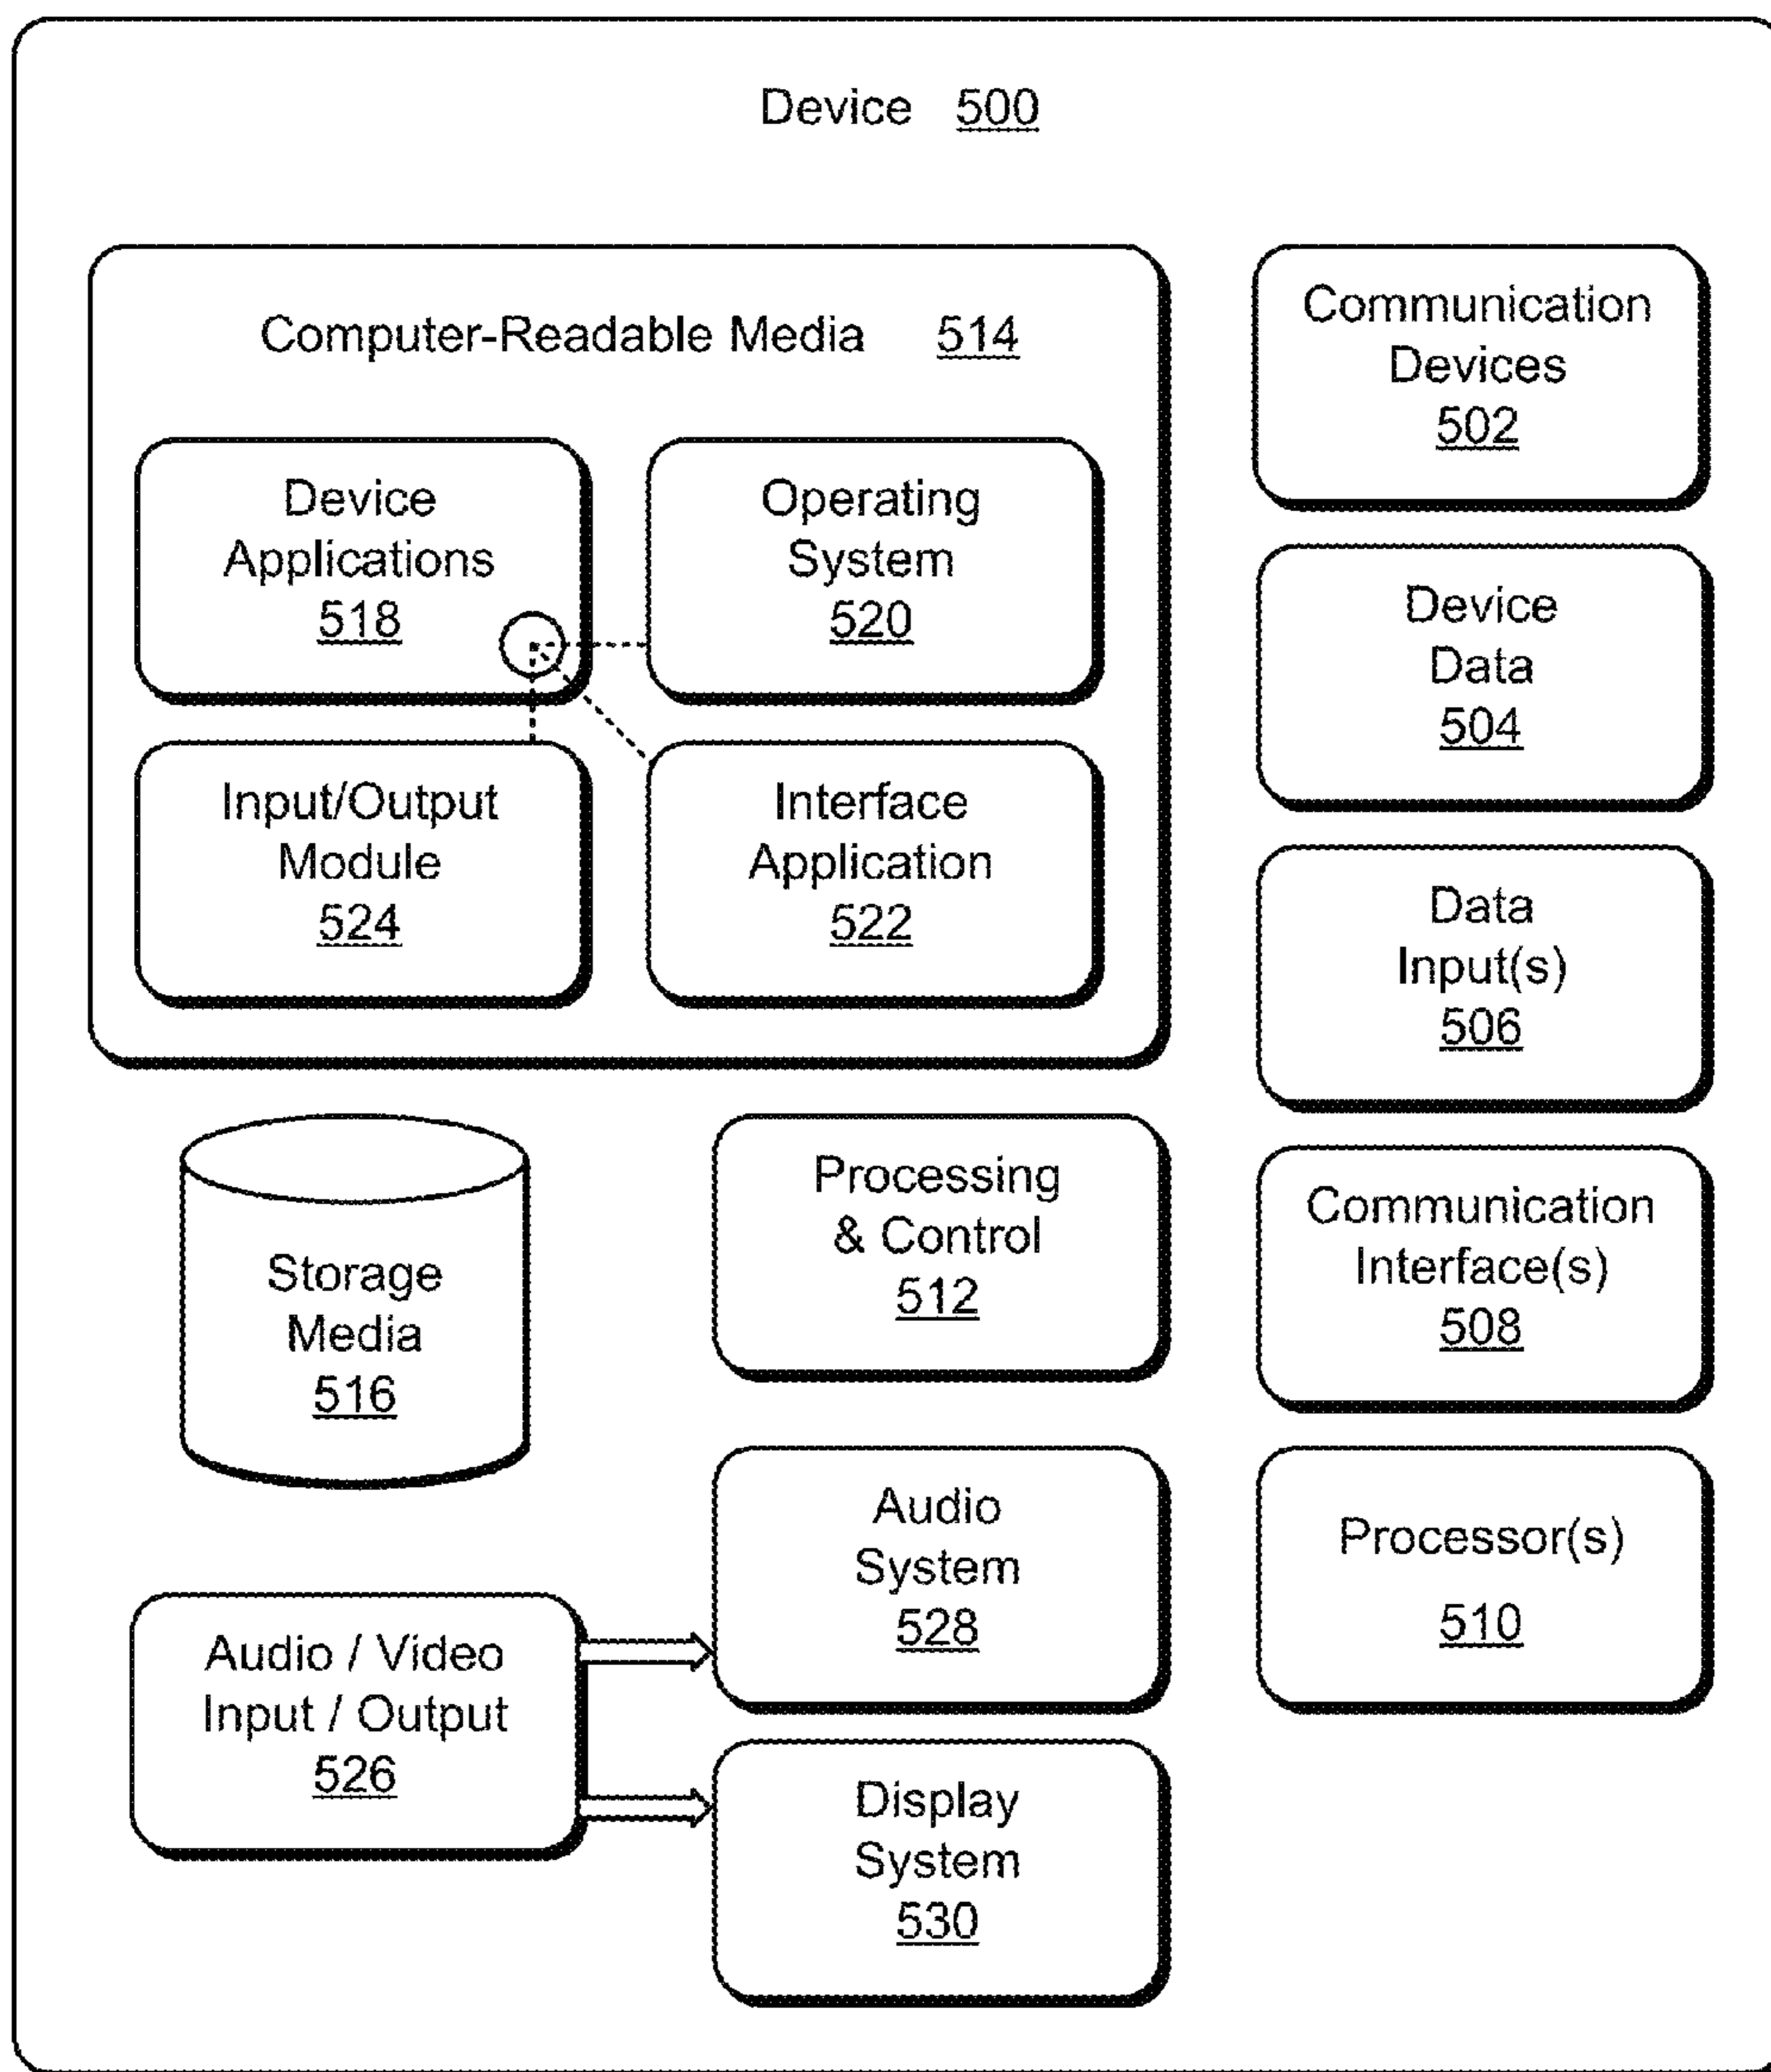 Device 500
Computer-Readable Media 514
Device
Applications
518
Operating
System
520
Input/Output
Module
524
Interface
Application
522
Storage
Media
516
Processing
& Control
512
Audio / Video
Input / Output
526
Audio
System
528
Display
System
530
Communication
Devices
502
Device
Data
504
Data
Input(s)
506
Communication
Interface(s)
508
Processor(s)
510